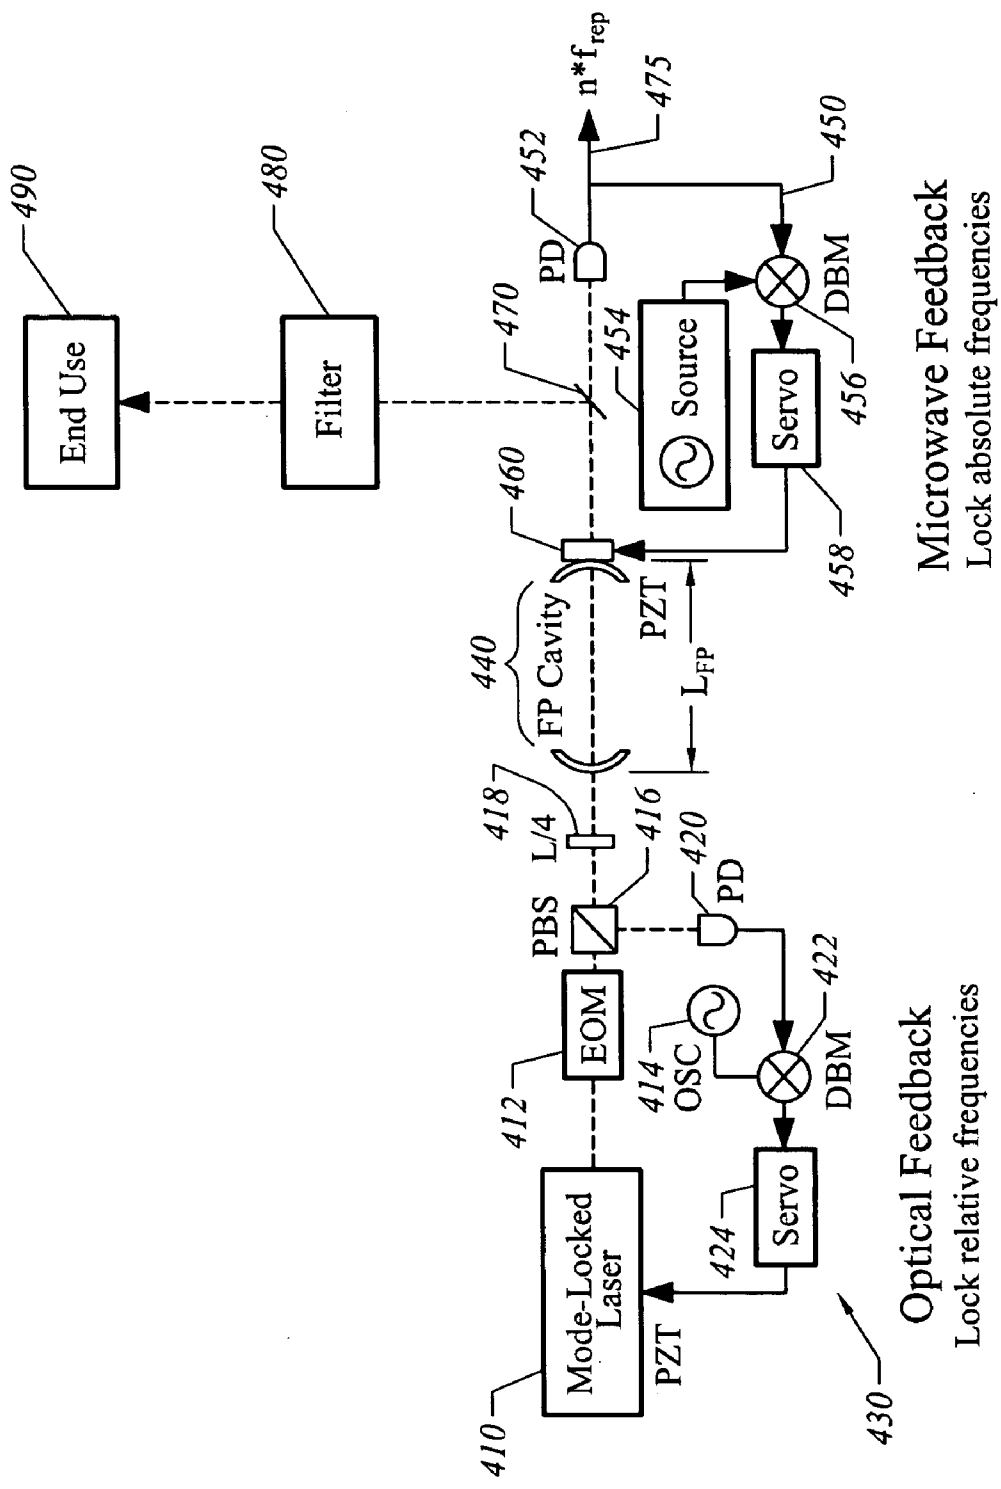 490
End Use
480
Filter
470
PD
452
n*f_rep
475
450
DBM
456
454
Source
Servo
458
460
PZT
440
FP Cavity
L_FP
418
L/4
416
PBS
420
PD
EOM
412
414
OSC
422
DBM
Servo
424
Mode-Locked
Laser
410
PZT
430
Optical Feedback
Lock relative frequencies
Microwave Feedback
Lock absolute frequencies